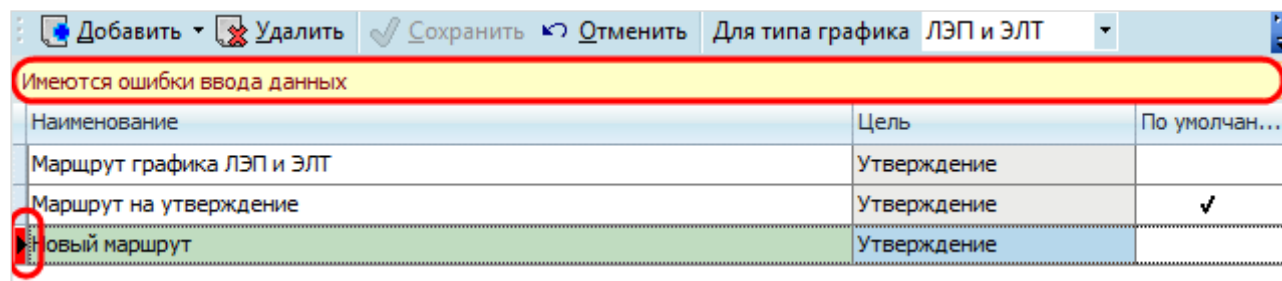 Добавить Удалить Сохранить Отменить Для типа графика ЛЭП и ЭЛТ
Имеются ошибки ввода данных
Наименование Цель По умолчан...
Марщрут графика ЛЭП и ЭЛТ Утверждение
Маршрут на утверждение Утверждение
Новый маршрут Утверждение